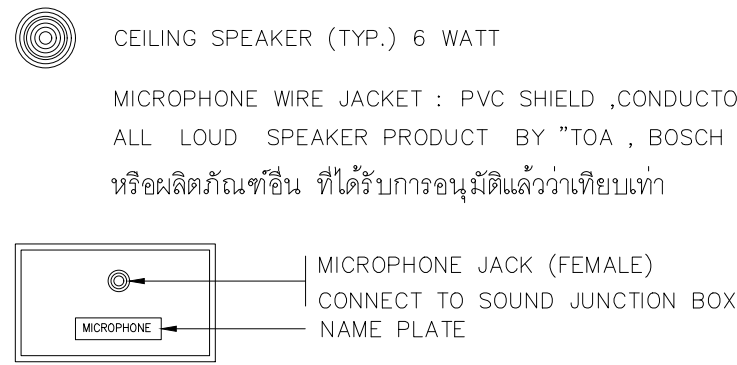 CEILING SPEAKER (TYP.) 6 WATT
MICROPHONE WIRE JACKET : PVC SHIELD ,CONDUCTO
ALL LOUD SPEAKER PRODUCT BY "TOA , BOSCH
หรือผลิตภัณฑ์อื่น ที่ได้รับการอนุมัติแล้วว่าเทียบเท่า
MICROPHONE JACK (FEMALE)
CONNECT TO SOUND JUNCTION BOX
MICROPHONE
NAME PLATE